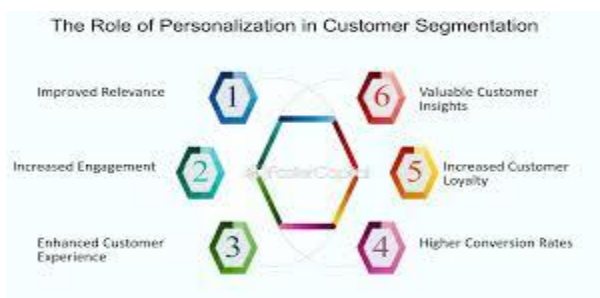 The Role of Personalization in Customer Segmentation
Improved Relevance
1
6
Valuable Customer
Insights
Increased Engagement
2
FasterCapital
5
Increased Customer
Loyalty
Enhanced Customer
Experience
3
4
Higher Conversion Rates